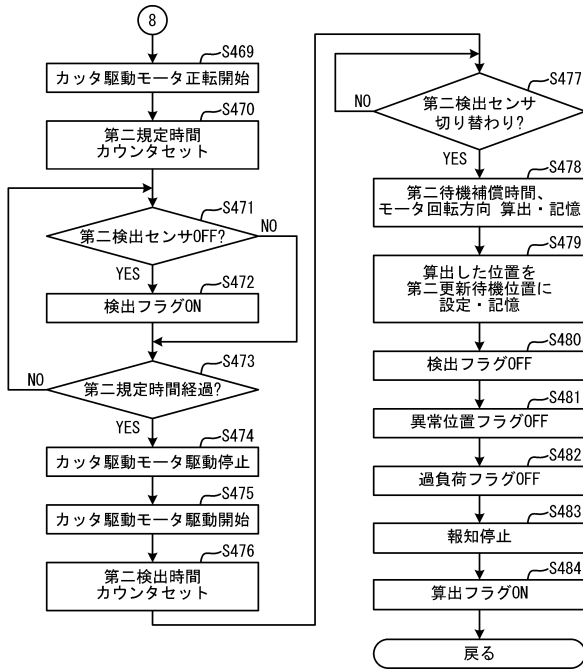 8
S469
カッタ駆動モータ正転開始
S470
第二規定時間
カウンタセット
S471
第二検出センサOFF?
NO
YES
S472
検出フラグON
S473
第二規定時間経過?
NO
YES
S474
カッタ駆動モータ駆動停止
S475
カッタ駆動モータ駆動開始
S476
第二検出時間
カウンタセット
S477
第二検出センサ
切り替わり?
NO
YES
S478
第二待機補償時間、
モータ回転方向 算出・記憶
S479
算出した位置を
第二更新待機位置に
設定・記憶
S480
検出フラグOFF
S481
異常位置フラグOFF
S482
過負荷フラグOFF
S483
報知停止
S484
算出フラグON
戻る